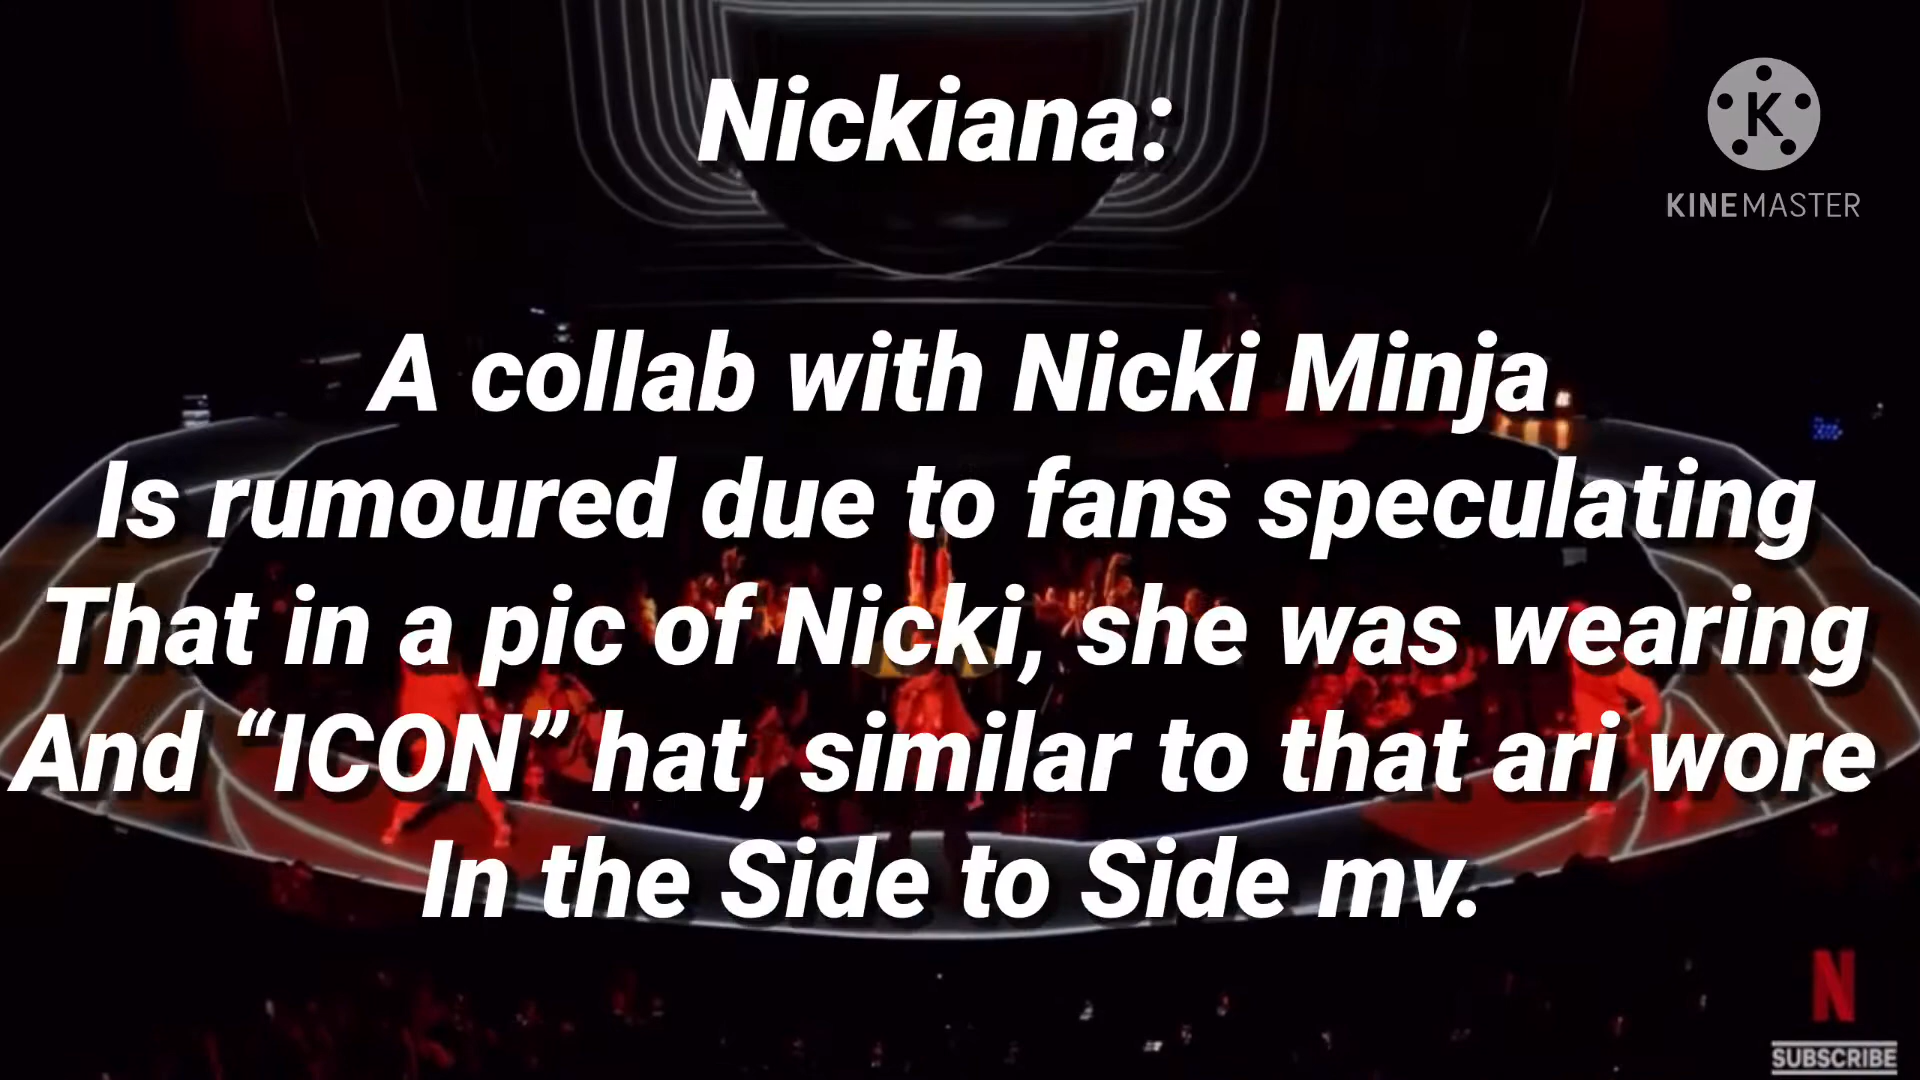 Nickiana:
K
KINEMASTER
A collab with Nicki Minja
Is rumoured due to fans speculating
That in a pic of Nicki, she was wearing
And “ICON” hat, similar to that ari wore
In the Side to Side mv.
N
SUBSCRIBE